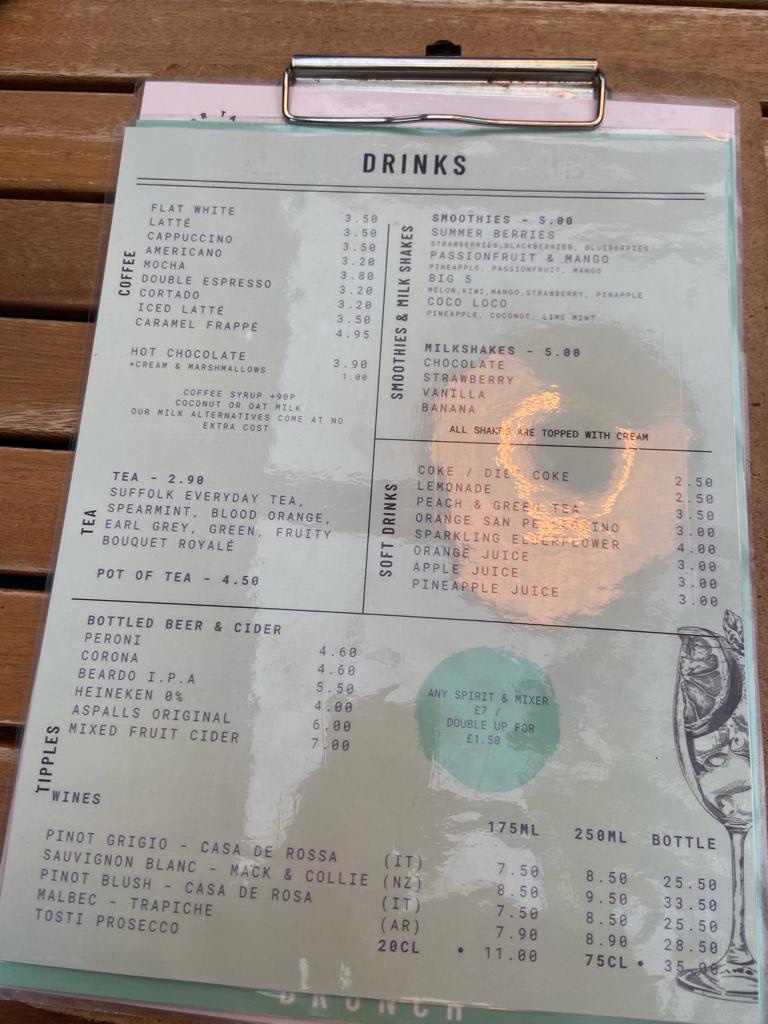 R TA
DRINKS
COFFEE
FLAT WHITE 3.50
LATTÉ 3.50
CAPPUCCINO 3.50
AMERICANO 3.20
MOCHA 3.80
DOUBLE ESPRESSO 3.20
CORTADO 3.20
ICED LATTÉ 3.50
CARAMEL FRAPPÉ 4.95
HOT CHOCOLATE 3.90
+CREAM & MARSHMALLOWS 1.00
COFFEE SYRUP +90P
COCONUT OR OAT MILK
OUR MILK ALTERNATIVES COME AT NO
EXTRA COST
SMOOTHIES & MILK SHAKES
SMOOTHIES - 5.00
SUMMER BERRIES
STRAWBERRIES,BLACKBERRIES, BLUEBERRIES
PASSIONFRUIT & MANGO
PINEAPPLE, PASSIONFRUIT, MANGO
BIG 5
MELON,KIWI,MANGO,STRAWBERRY, PINAPPLE
COCO LOCO
PINEAPPLE, COCONUT, LIME MINT
MILKSHAKES - 5.00
CHOCOLATE
STRAWBERRY
VANILLA
BANANA
ALL SHAKES ARE TOPPED WITH CREAM
TEA
TEA - 2.90
SUFFOLK EVERYDAY TEA,
SPEARMINT, BLOOD ORANGE,
EARL GREY, GREEN, FRUITY
BOUQUET ROYALÉ
POT OF TEA - 4.50
SOFT DRINKS
COKE / DIET COKE 2.50
LEMONADE 2.50
PEACH & GREEN TEA 3.50
ORANGE SAN PELLEGRINO 3.00
SPARKLING ELDERFLOWER 4.00
ORANGE JUICE 3.00
APPLE JUICE 3.00
PINEAPPLE JUICE 3.00
TIPPLES
BOTTLED BEER & CIDER
PERONI 4.60
CORONA 4.60
BEARDO I.P.A 5.50
HEINEKEN 0% 4.00
ASPALLS ORIGINAL 6.00
MIXED FRUIT CIDER 7.00
ANY SPIRIT & MIXER
£7 /
DOUBLE UP FOR
£1.50
WINES
175ML 250ML BOTTLE
PINOT GRIGIO - CASA DE ROSSA (IT) 7.50 8.50 25.50
SAUVIGNON BLANC - MACK & COLLIE (NZ) 8.50 9.50 33.50
PINOT BLUSH - CASA DE ROSA (IT) 7.50 8.50 25.50
MALBEC - TRAPICHE (AR) 7.90 8.90 28.50
TOSTI PROSECCO 20CL • 11.00 75CL • 35.00
BRUNCH